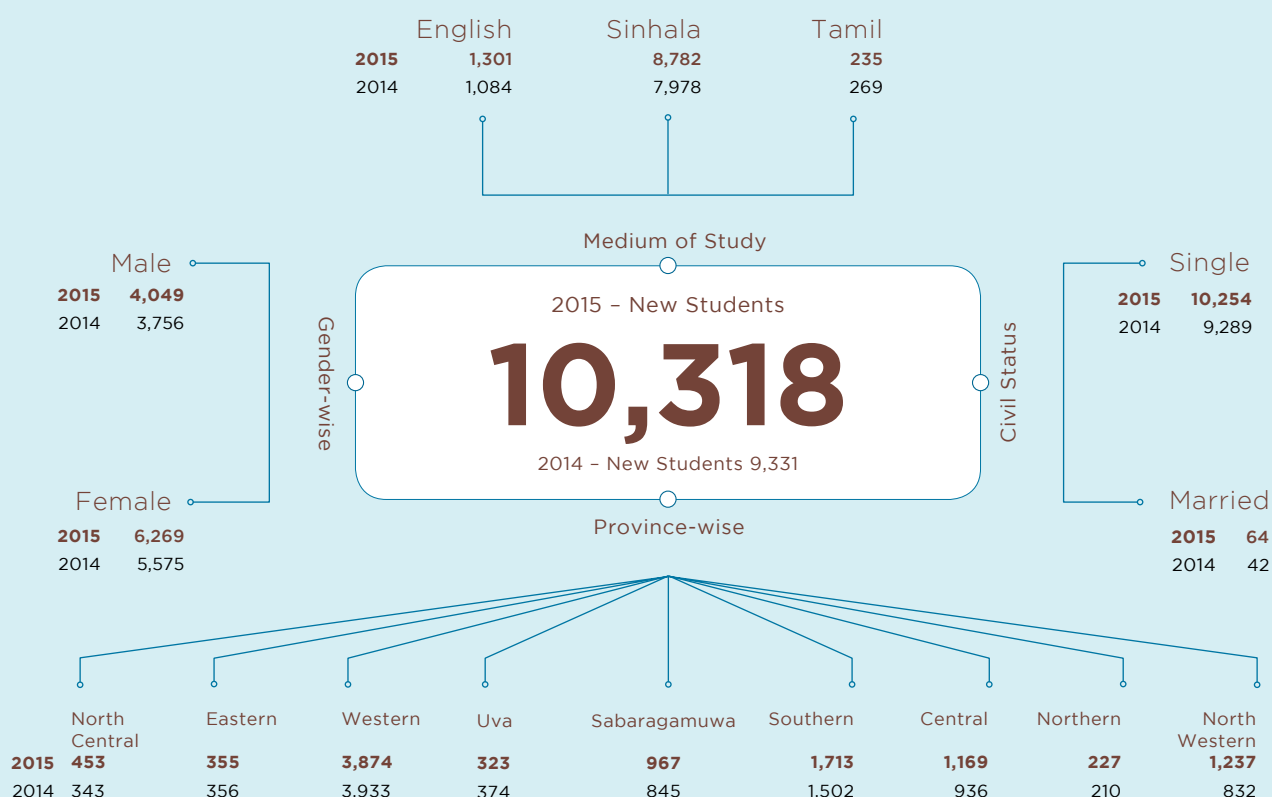 English Sinhala Tamil
2015 1,301 8,782 235
2014 1,084 7,978 269
Medium of Study
Male
2015 4,049
2014 3,756
Gender-wise
Female
2015 6,269
2014 5,575
2015 – New Students
10,318
2014 – New Students 9,331
Civil Status
Single
2015 10,254
2014 9,289
Married
2015 64
2014 42
Province-wise
North Central Eastern Western Uva Sabaragamuwa Southern Central Northern North Western
2015 453 355 3,874 323 967 1,713 1,169 227 1,237
2014 343 356 3,933 374 845 1,502 936 210 832